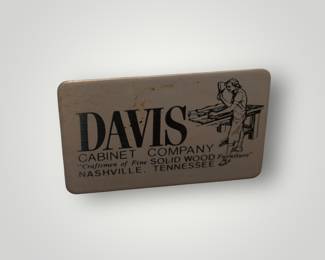 DAVIS
CABINET COMPANY
"Craftsmen of Fine SOLID WOOD Furniture"
NASHVILLE, TENNESSEE